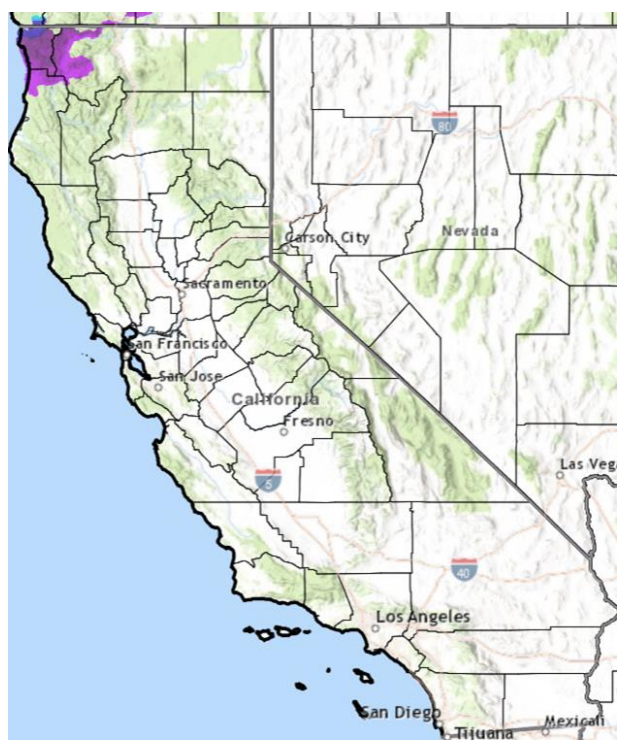 80
Carson City
Nevada
Sacramento
San Francisco
San Jose
California
Fresno
Las Vega
5
40
Los Angeles
San Diego
Tijuana
Mexicali